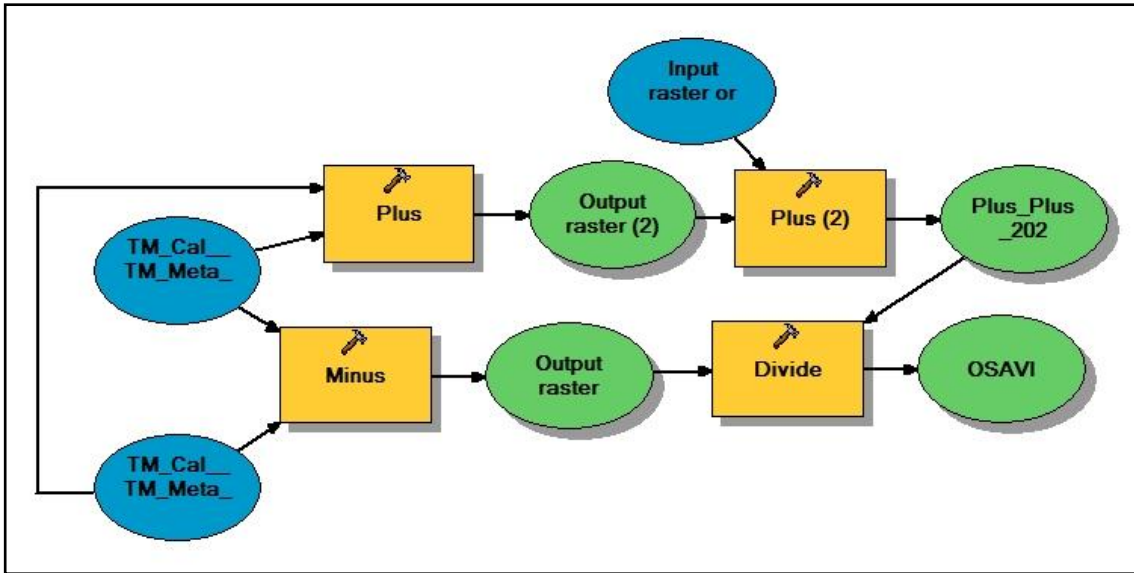 Input
raster or
Plus
Output
raster (2)
Plus (2)
Plus_Plus
_202
TM_Cal__
TM_Meta_
Minus
Output
raster
Divide
OSAVI
TM_Cal__
TM_Meta_